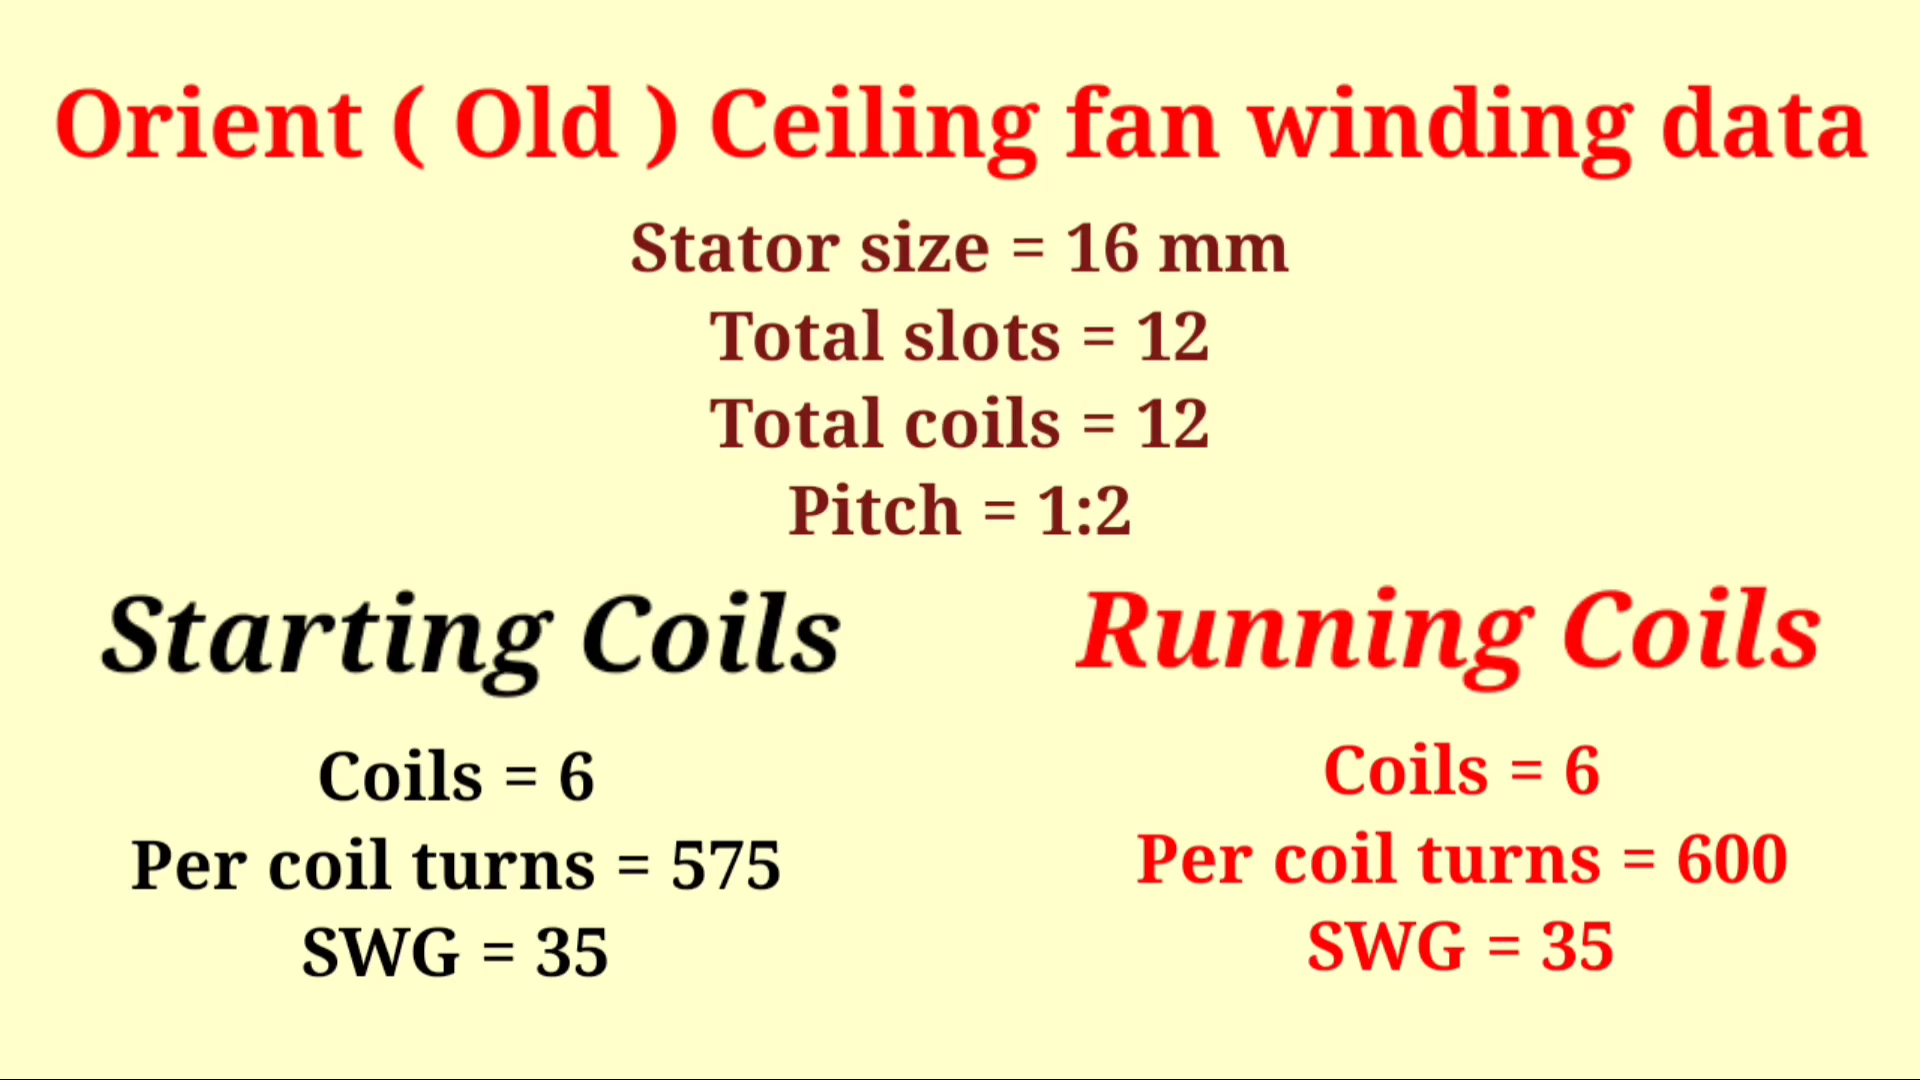 Orient ( Old ) Ceiling fan winding data
Stator size = 16 mm
Total slots = 12
Total coils = 12
Pitch = 1:2
Starting Coils
Coils = 6
Per coil turns = 575
SWG = 35
Running Coils
Coils = 6
Per coil turns = 600
SWG = 35